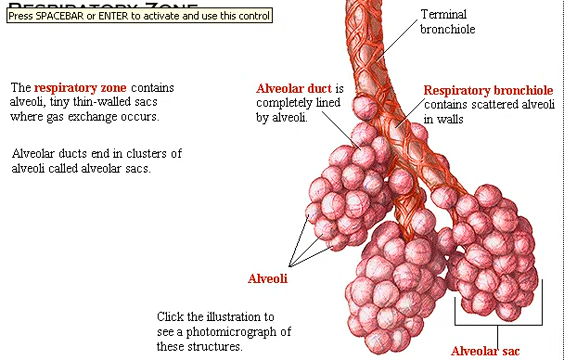 RESPIRATORY ZONE
Press SPACEBAR or ENTER to activate and use this control
Terminal
bronchiole
The respiratory zone contains
alveoli, tiny thin-walled sacs
where gas exchange occurs.
Alveolar ducts end in clusters of
alveoli called alveolar sacs.
Alveolar duct is
completely lined
by alveoli.
Respiratory bronchiole
contains scattered alveoli
in walls
Alveoli
Click the illustration to
see a photomicrograph of
these structures.
Alveolar sac